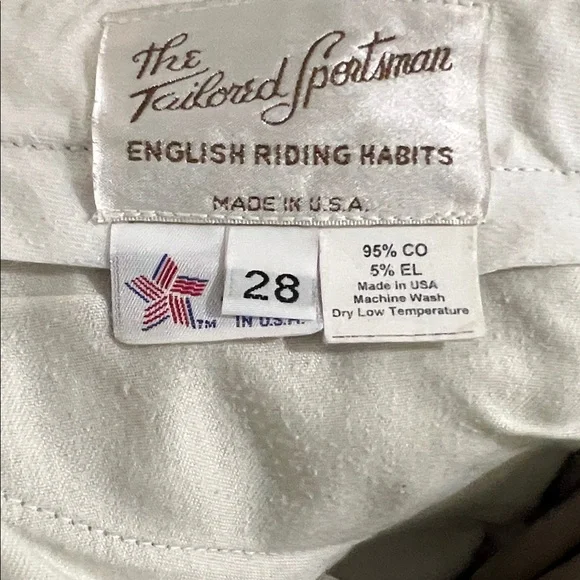 The
Tailored Sportsman
ENGLISH RIDING HABITS
MADE IN U.S.A.
TM
28
IN U.S.A.
95% CO
5% EL
Made in USA
Machine Wash
Dry Low Temperature